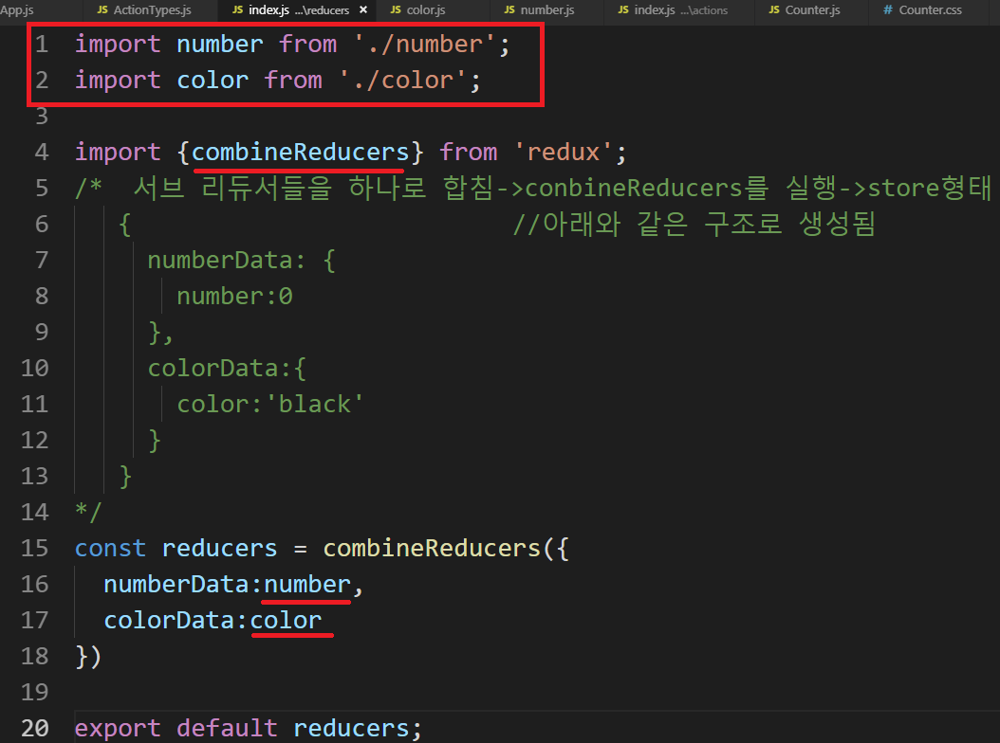 App.js JS ActionTypes.js JS index.js ...\reducers × JS color.js JS number.js JS index.js ...\actions JS Counter.js # Counter.css
1 import number from './number';
2 import color from './color';
3
4 import {combineReducers} from 'redux';
5 /* 서브 리듀서들을 하나로 합침->conbineReducers를 실행->store형태
6 { //아래와 같은 구조로 생성됨
7 numberData: {
8 number:0
9 },
10 colorData:{
11 color:'black'
12 }
13 }
14 */
15 const reducers = combineReducers({
16 numberData:number,
17 colorData:color
18 })
19
20 export default reducers;